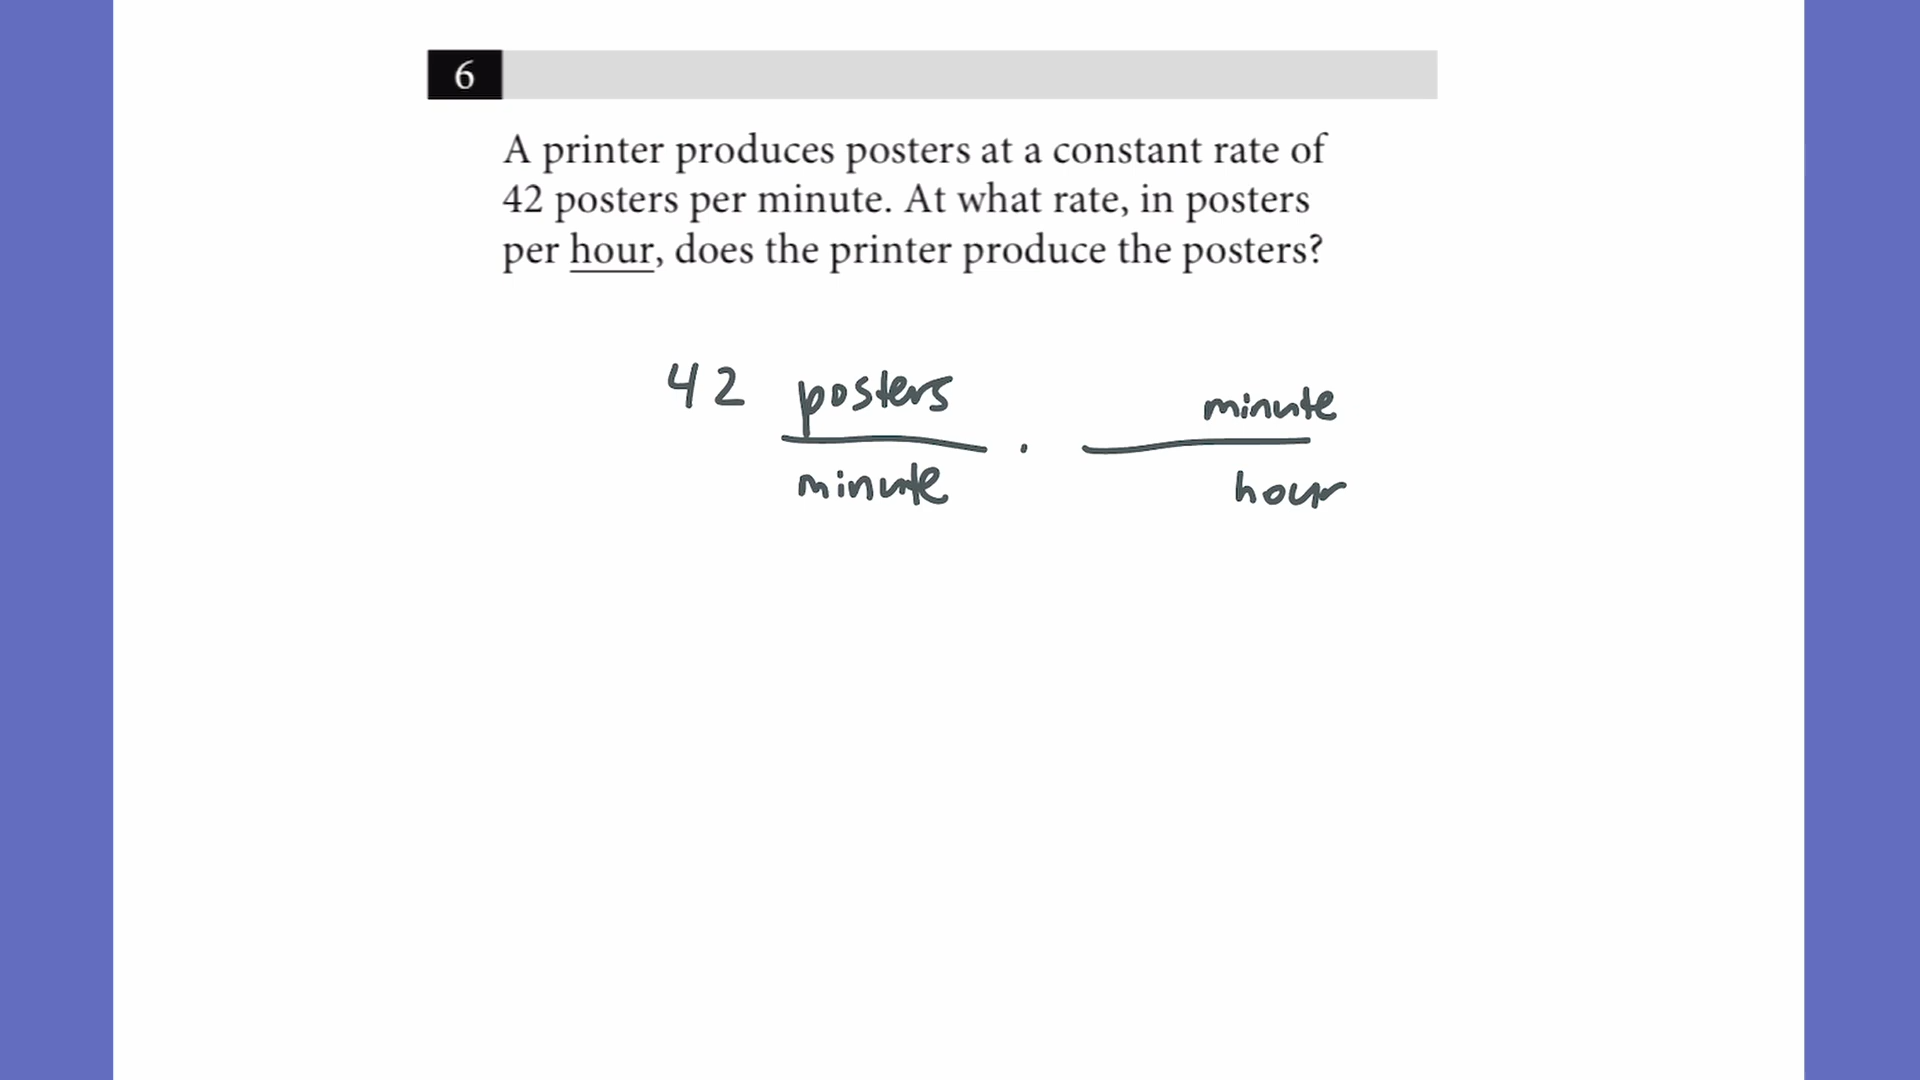 6
A printer produces posters at a constant rate of
42 posters per minute. At what rate, in posters
per hour, does the printer produce the posters?
42 posters minute
minute . hour